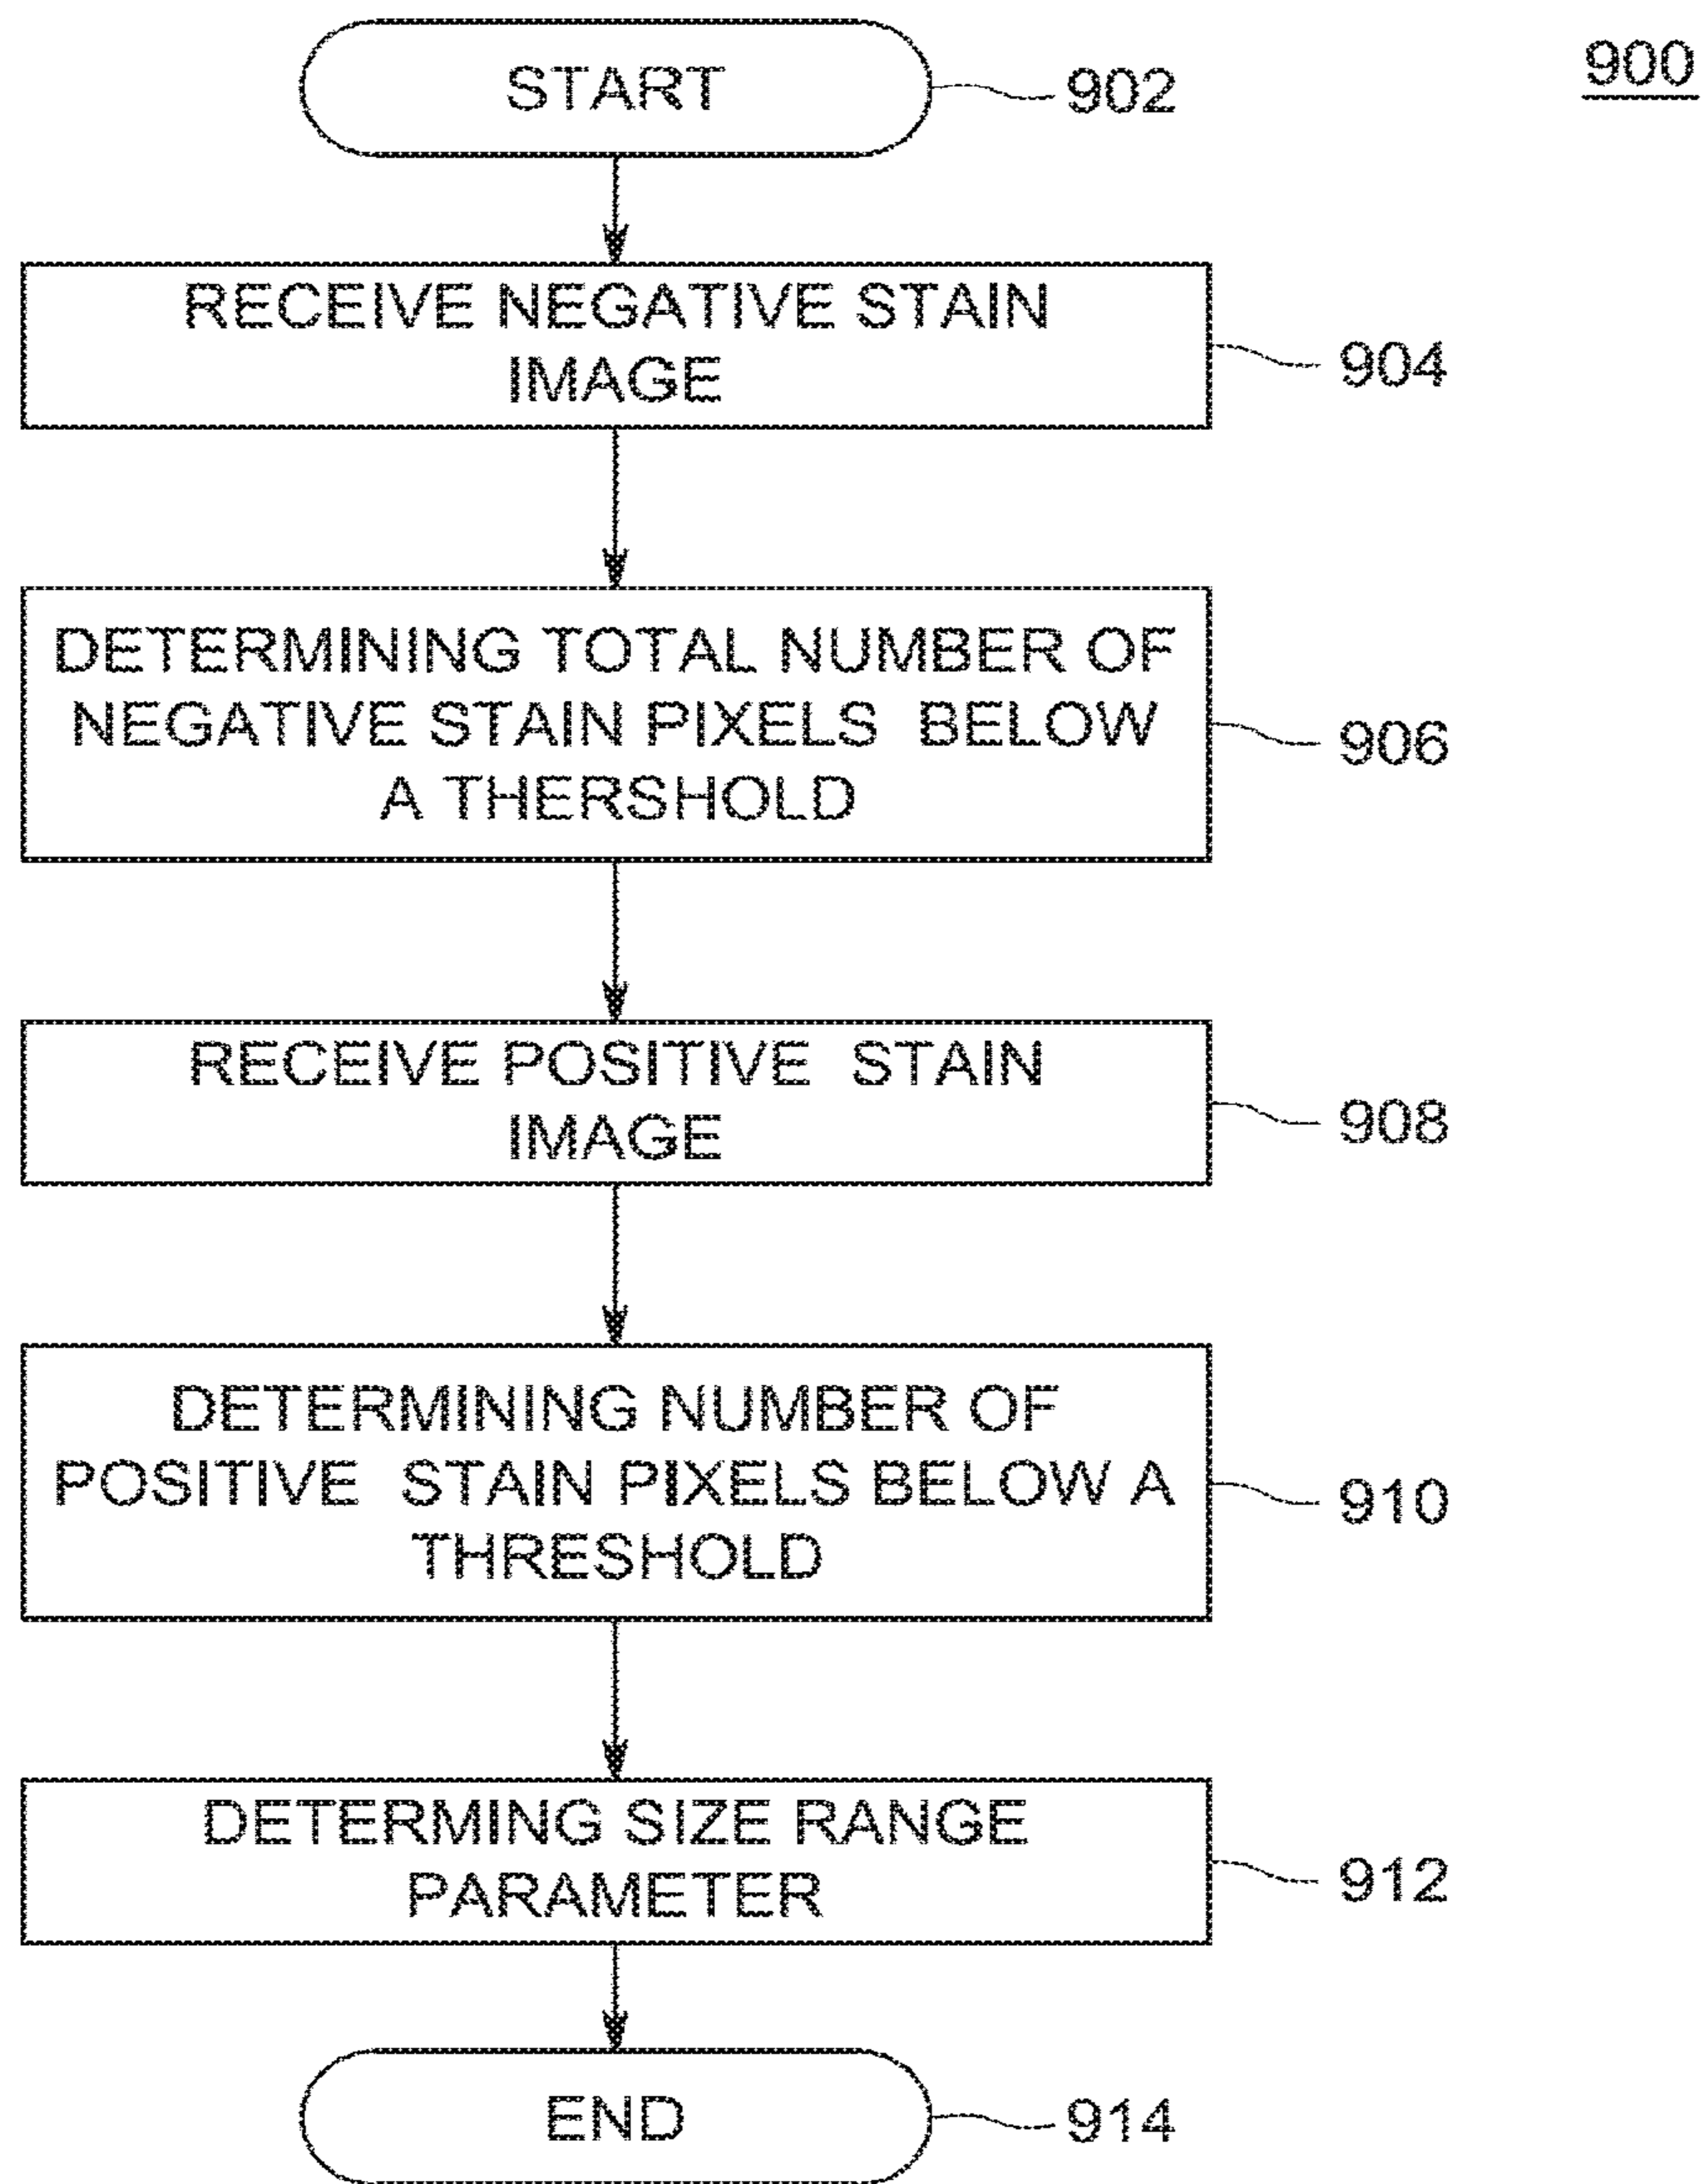 900
START
902
RECEIVE NEGATIVE STAIN
IMAGE
904
DETERMINING TOTAL NUMBER OF
NEGATIVE STAIN PIXELS BELOW
A THERSHOLD
906
RECEIVE POSITIVE STAIN
IMAGE
908
DETERMINING NUMBER OF
POSITIVE STAIN PIXELS BELOW A
THRESHOLD
910
DETERMING SIZE RANGE
PARAMETER
912
END
914